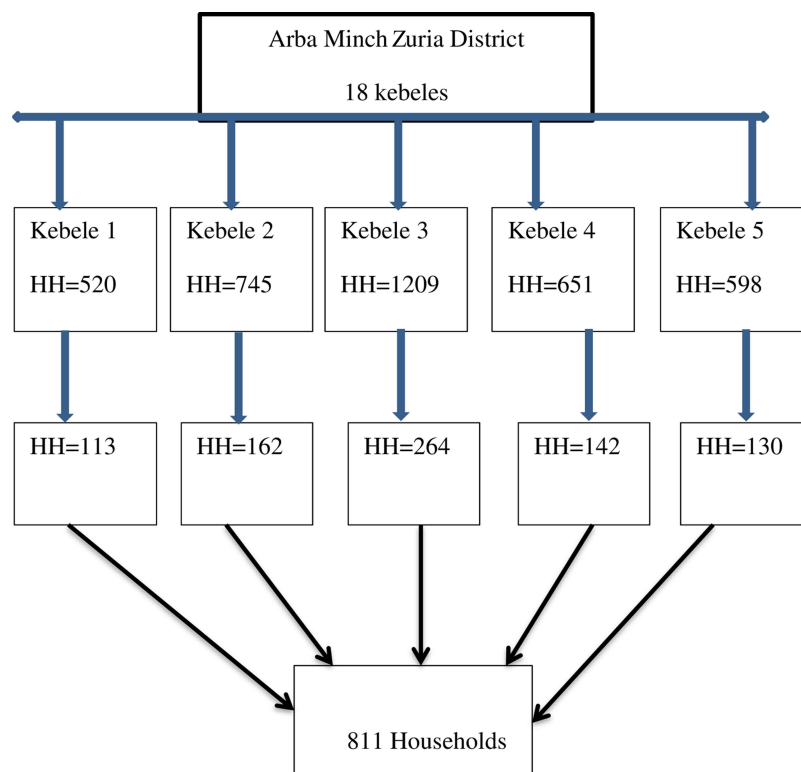 Arba Minch Zuria District
18 kebeles
Kebele 1
HH=520
Kebele 2
HH=745
Kebele 3
HH=1209
Kebele 4
HH=651
Kebele 5
HH=598
HH=113
HH=162
HH=264
HH=142
HH=130
811 Households